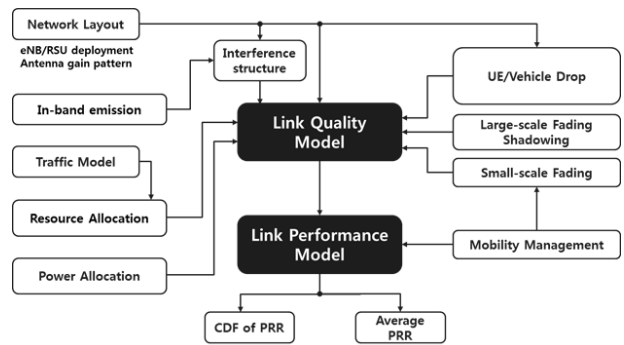 Network Layout
eNB/RSU deployment
Antenna gain pattern
Interference
structure
UE/Vehicle Drop
In-band emission
Link Quality
Model
Large-scale Fading
Shadowing
Traffic Model
Small-scale Fading
Resource Allocation
Link Performance
Model
Mobility Management
Power Allocation
CDF of PRR
Average
PRR